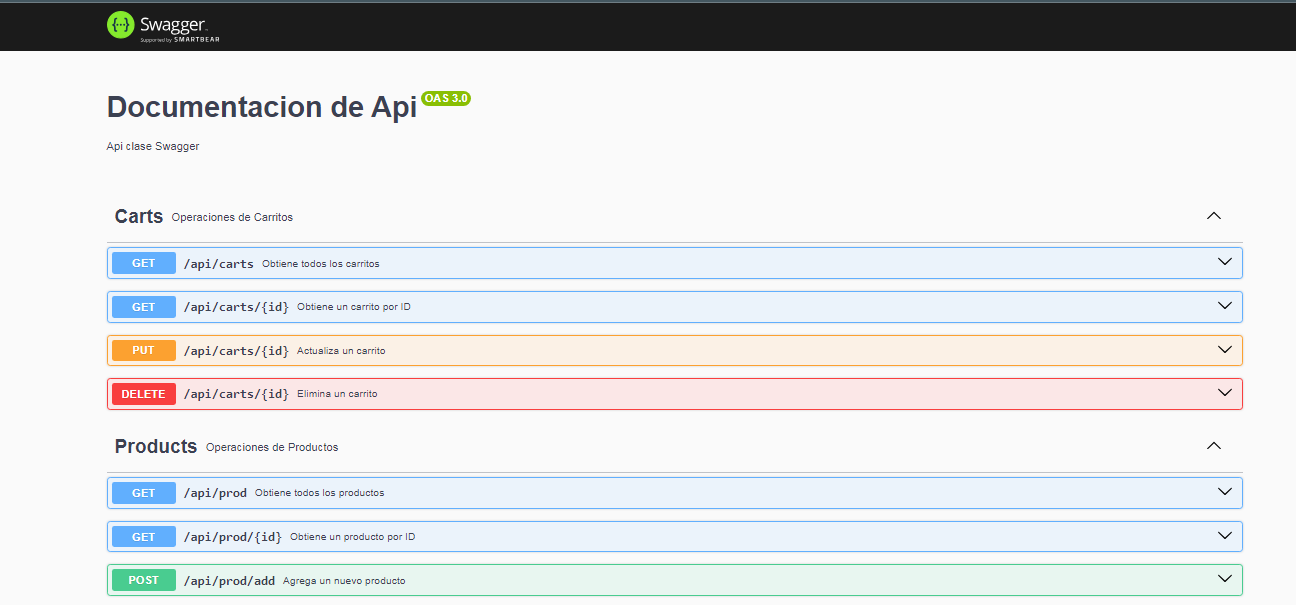 Swagger
Supported by SMARTBEAR
Documentacion de Api OAS 3.0
Api clase Swagger
Carts Operaciones de Carritos
GET /api/carts Obtiene todos los carritos
GET /api/carts/{id} Obtiene un carrito por ID
PUT /api/carts/{id} Actualiza un carrito
DELETE /api/carts/{id} Elimina un carrito
Products Operaciones de Productos
GET /api/prod Obtiene todos los productos
GET /api/prod/{id} Obtiene un producto por ID
POST /api/prod/add Agrega un nuevo producto